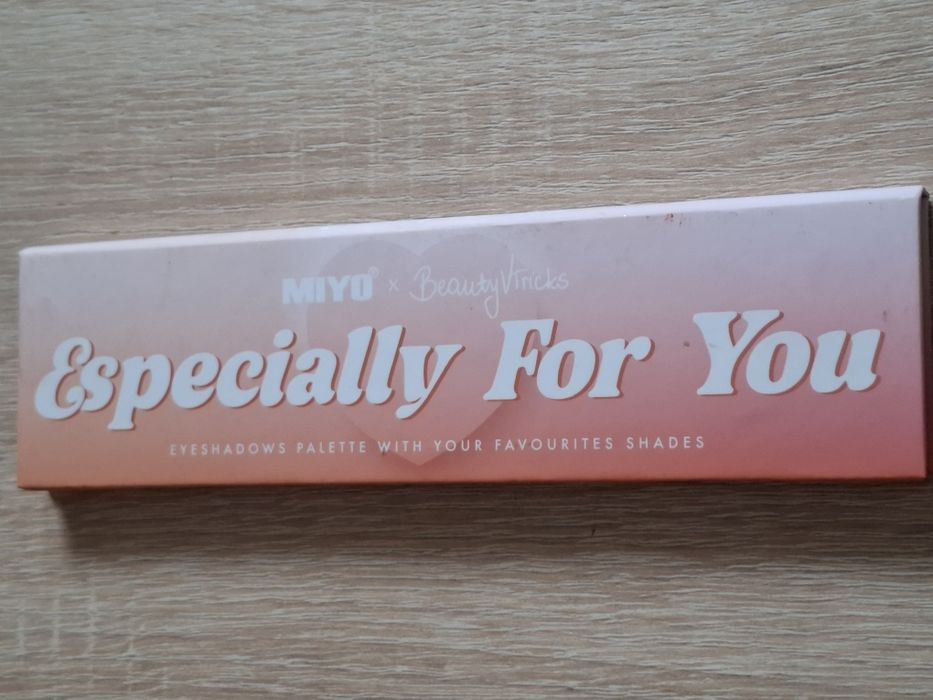 MIYO® x BeautyVTricks
Especially For You
EYESHADOWS PALETTE WITH YOUR FAVOURITES SHADES